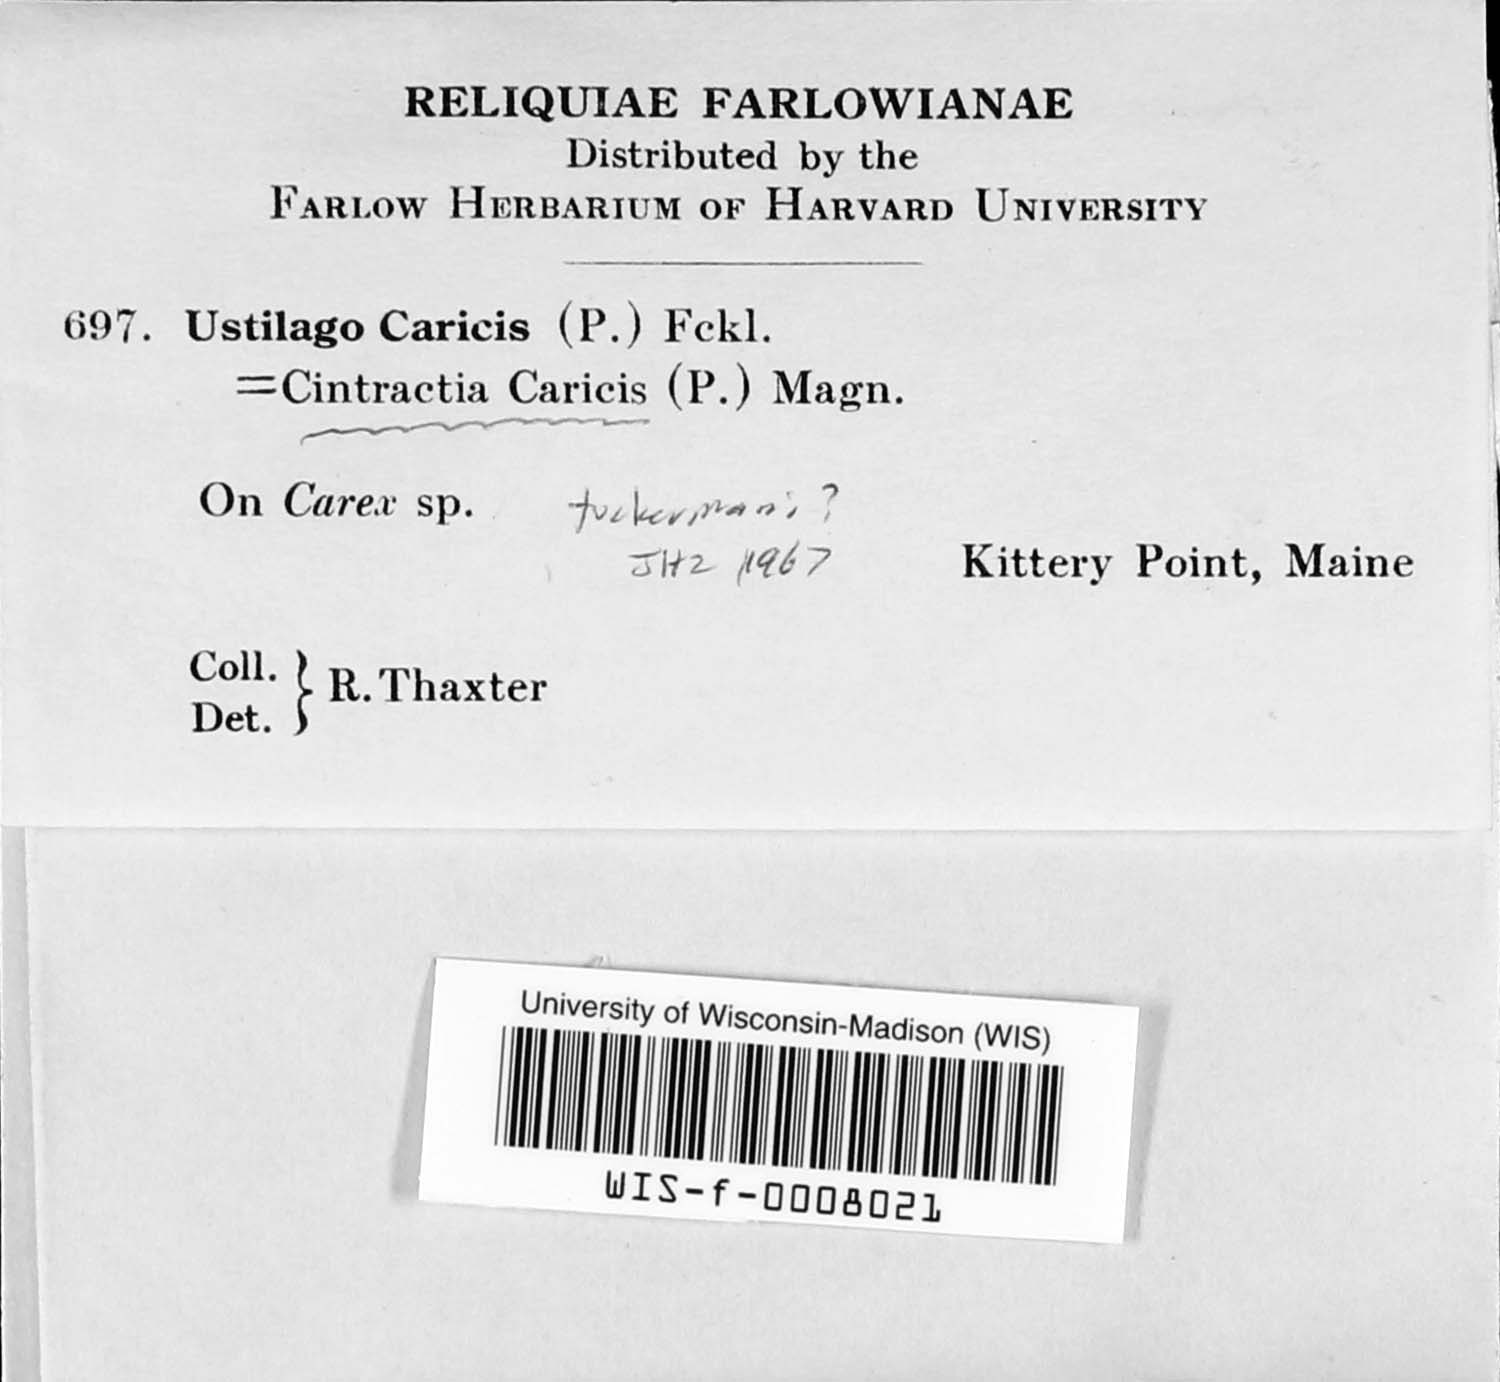 RELIQUIAE FARLOWIANAE
Distributed by the
FARLOW HERBARIUM OF HARVARD UNIVERSITY
697. Ustilago Caricis (P.) Fckl.
=Cintractia Caricis (P.) Magn.
On Carex sp. tuckermani?
JHZ 1967
Kittery Point, Maine
Coll.
Det. } R. Thaxter
University of Wisconsin-Madison (WIS)
WIS-f-0008021